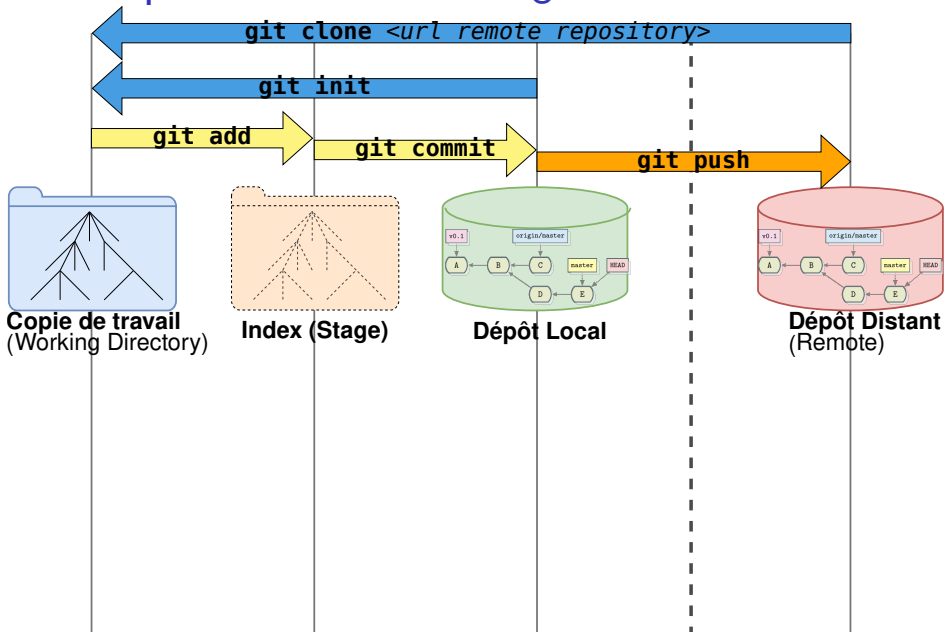 git clone <url remote repository>
git init
git add
git commit
git push
v0.1
origin/master
A
B
C
master
HEAD
D
E
v0.1
origin/master
A
B
C
master
HEAD
D
E
Copie de travail
(Working Directory)
Index (Stage)
Dépôt Local
Dépôt Distant
(Remote)